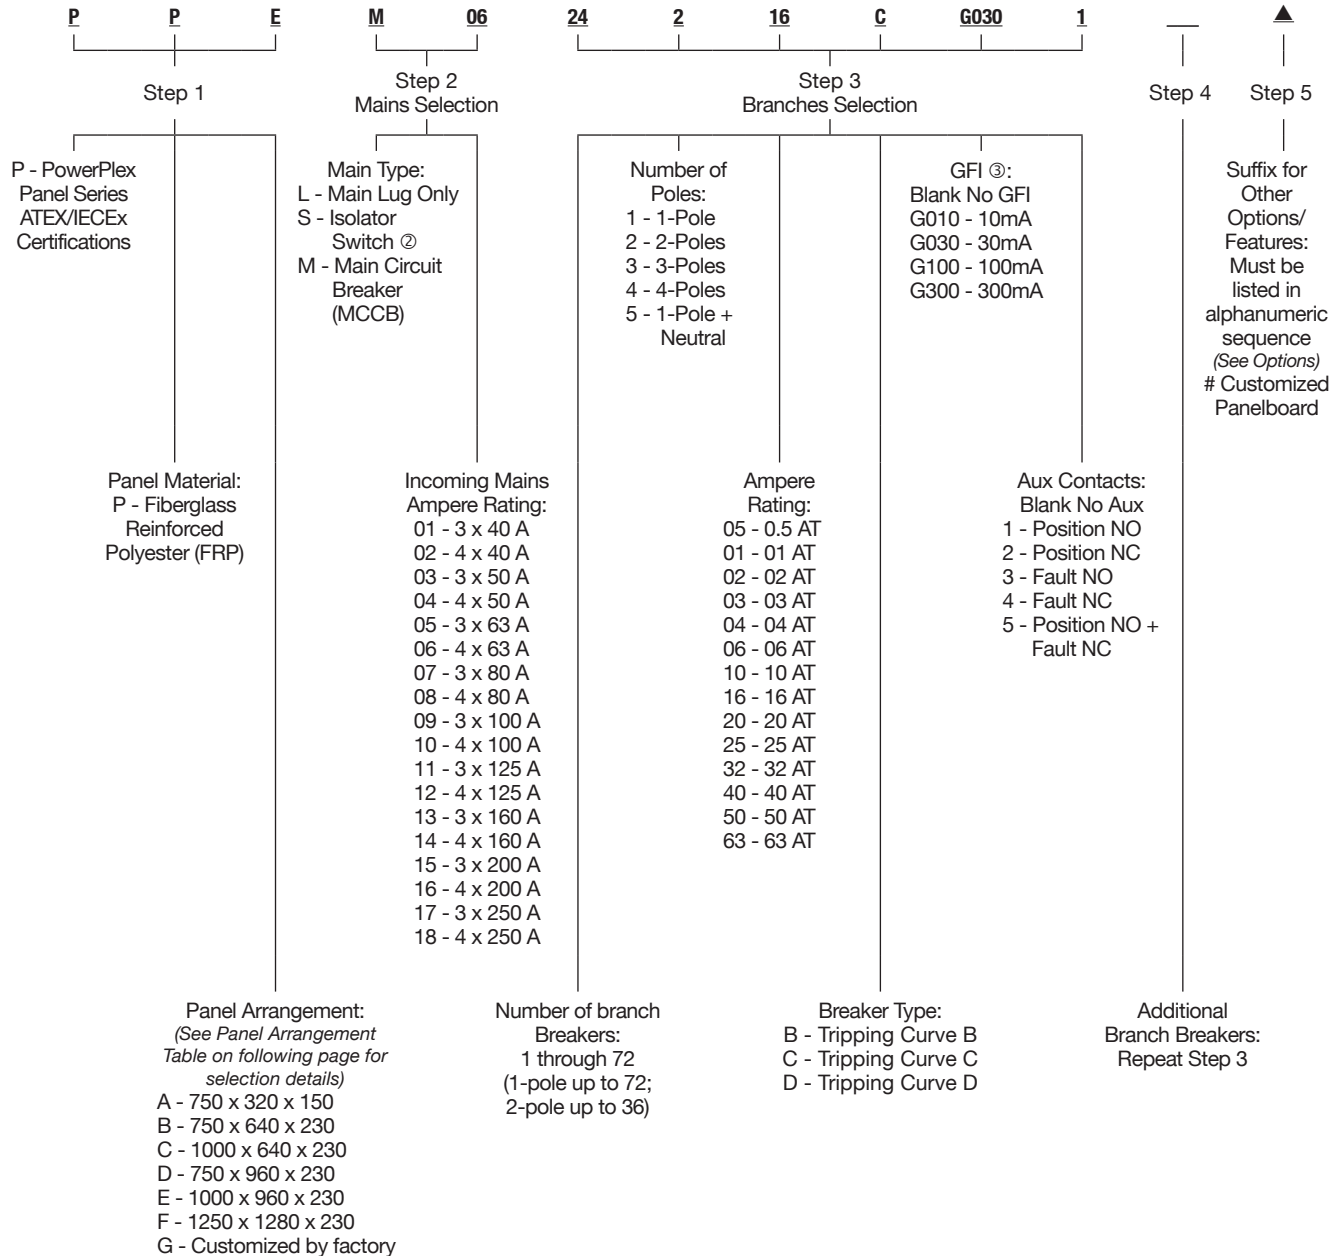 P P E M 06 24 2 16 C G030 1 __ ▲
Step 1
Step 2
Mains Selection
Step 3
Branches Selection
Step 4
Step 5
P - PowerPlex
Panel Series
ATEX/IECEx
Certifications
Main Type:
L - Main Lug Only
S - Isolator
Switch ②
M - Main Circuit
Breaker
(MCCB)
Number of
Poles:
1 - 1-Pole
2 - 2-Poles
3 - 3-Poles
4 - 4-Poles
5 - 1-Pole +
Neutral
GFI ③:
Blank No GFI
G010 - 10mA
G030 - 30mA
G100 - 100mA
G300 - 300mA
Suffix for
Other
Options/
Features:
Must be
listed in
alphanumeric
sequence
(See Options)
# Customized
Panelboard
Panel Material:
P - Fiberglass
Reinforced
Polyester (FRP)
Incoming Mains
Ampere Rating:
01 - 3 x 40 A
02 - 4 x 40 A
03 - 3 x 50 A
04 - 4 x 50 A
05 - 3 x 63 A
06 - 4 x 63 A
07 - 3 x 80 A
08 - 4 x 80 A
09 - 3 x 100 A
10 - 4 x 100 A
11 - 3 x 125 A
12 - 4 x 125 A
13 - 3 x 160 A
14 - 4 x 160 A
15 - 3 x 200 A
16 - 4 x 200 A
17 - 3 x 250 A
18 - 4 x 250 A
Ampere
Rating:
05 - 0.5 AT
01 - 01 AT
02 - 02 AT
03 - 03 AT
04 - 04 AT
06 - 06 AT
10 - 10 AT
16 - 16 AT
20 - 20 AT
25 - 25 AT
32 - 32 AT
40 - 40 AT
50 - 50 AT
63 - 63 AT
Aux Contacts:
Blank No Aux
1 - Position NO
2 - Position NC
3 - Fault NO
4 - Fault NC
5 - Position NO +
Fault NC
Panel Arrangement:
(See Panel Arrangement
Table on following page for
selection details)
A - 750 x 320 x 150
B - 750 x 640 x 230
C - 1000 x 640 x 230
D - 750 x 960 x 230
E - 1000 x 960 x 230
F - 1250 x 1280 x 230
G - Customized by factory
Number of branch
Breakers:
1 through 72
(1-pole up to 72;
2-pole up to 36)
Breaker Type:
B - Tripping Curve B
C - Tripping Curve C
D - Tripping Curve D
Additional
Branch Breakers:
Repeat Step 3